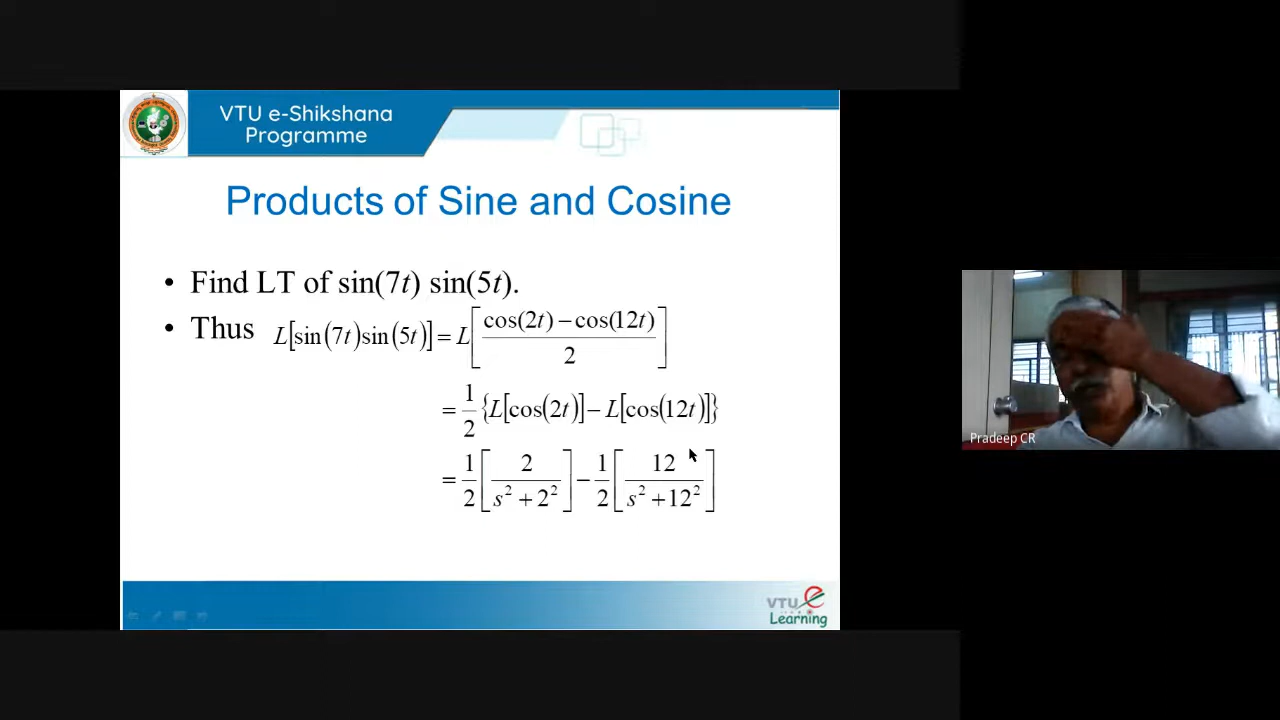 VTU e-Shikshana
Programme
Products of Sine and Cosine
• Find LT of sin(7t) sin(5t).
• Thus L[sin(7t)sin(5t)] = L[(cos(2t) − cos(12t))/2]
= 1/2 {L[cos(2t)] − L[cos(12t)]}
= 1/2 [2/(s² + 2²)] − 1/2 [12/(s² + 12²)]
Pradeep CR
VTU e
Learning